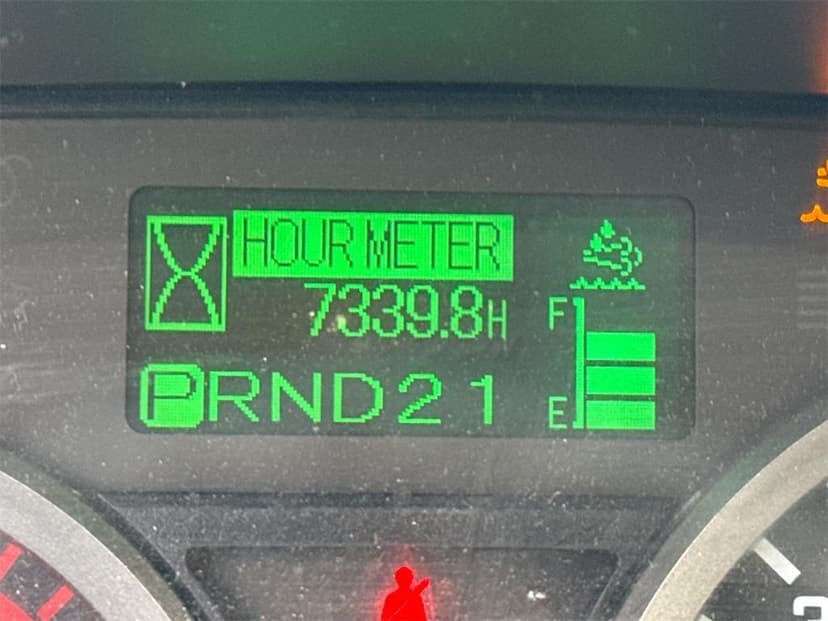 HOUR METER
7339.8H
F
PRND21
E